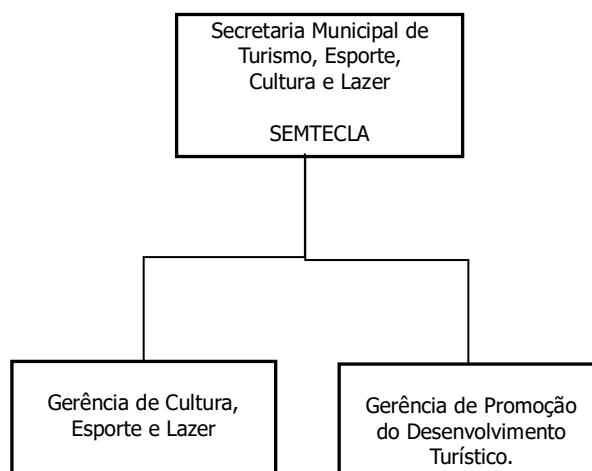 Secretaria Municipal de
Turismo, Esporte,
Cultura e Lazer
SEMTECLA
Gerência de Cultura,
Esporte e Lazer
Gerência de Promoção
do Desenvolvimento
Turístico.